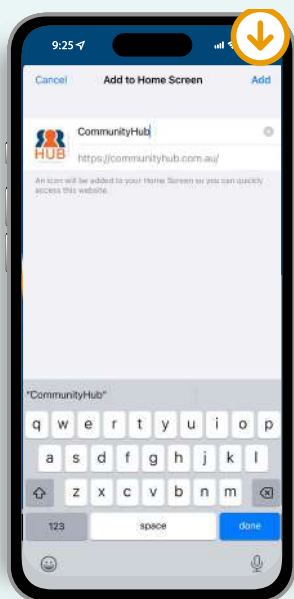 9:25
Cancel Add to Home Screen Add
CommunityHub
HUB
https://communityhub.com.au/
An icon will be added to your Home Screen so you can quickly
access this website.
"CommunityHub"
q w e r t y u i o p
a s d f g h j k l
z x c v b n m
123 space done